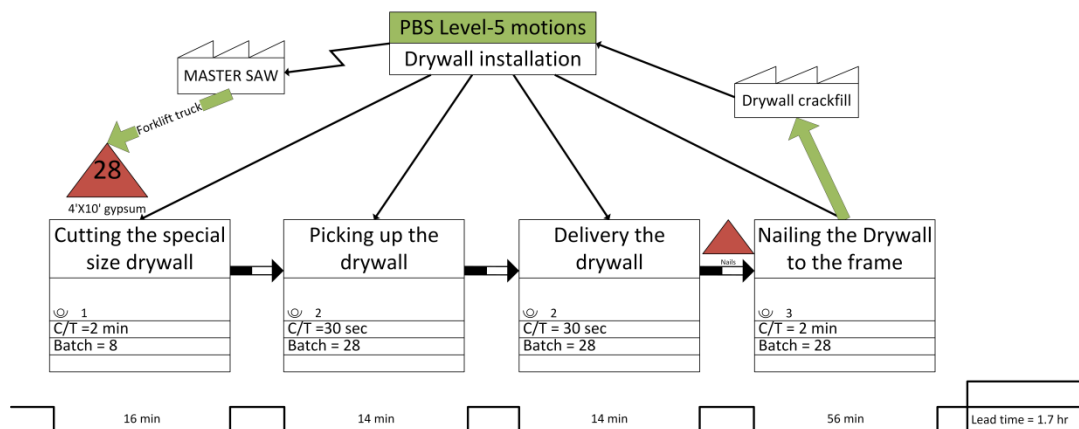 PBS Level-5 motions
Drywall installation
MASTER SAW
Drywall crackfill
Forklift truck
28
4'X10' gypsum
Cutting the special
size drywall
1
C/T =2 min
Batch = 8
Picking up the
drywall
2
C/T =30 sec
Batch = 28
Delivery the
drywall
2
C/T = 30 sec
Batch = 28
Nails
Nailing the Drywall
to the frame
3
C/T = 2 min
Batch = 28
16 min
14 min
14 min
56 min
Lead time = 1.7 hr